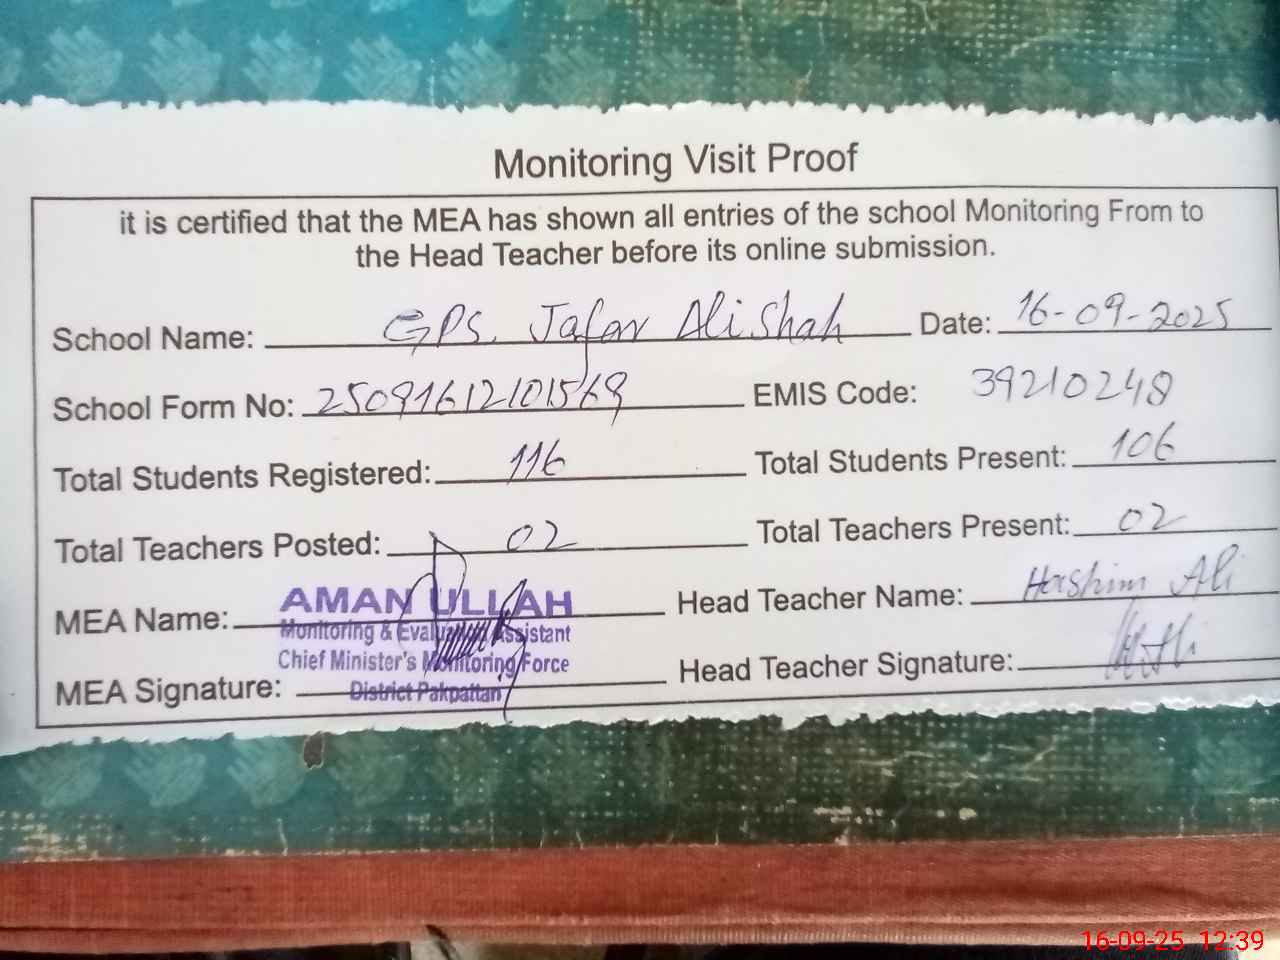 Monitoring Visit Proof
it is certified that the MEA has shown all entries of the school Monitoring From to
the Head Teacher before its online submission.
School Name: GPS. Jafar Ali Shah Date: 16-09-2025
School Form No: 25091612101569 EMIS Code: 39210248
Total Students Registered: 116 Total Students Present: 106
Total Teachers Posted: 02 Total Teachers Present: 02
MEA Name: AMAN ULLAH Head Teacher Name: Hashim Ali
Monitoring & Evaluation Assistant
Chief Minister's Monitoring Force
MEA Signature: District Pakpattan Head Teacher Signature:
16-09-25 12:39